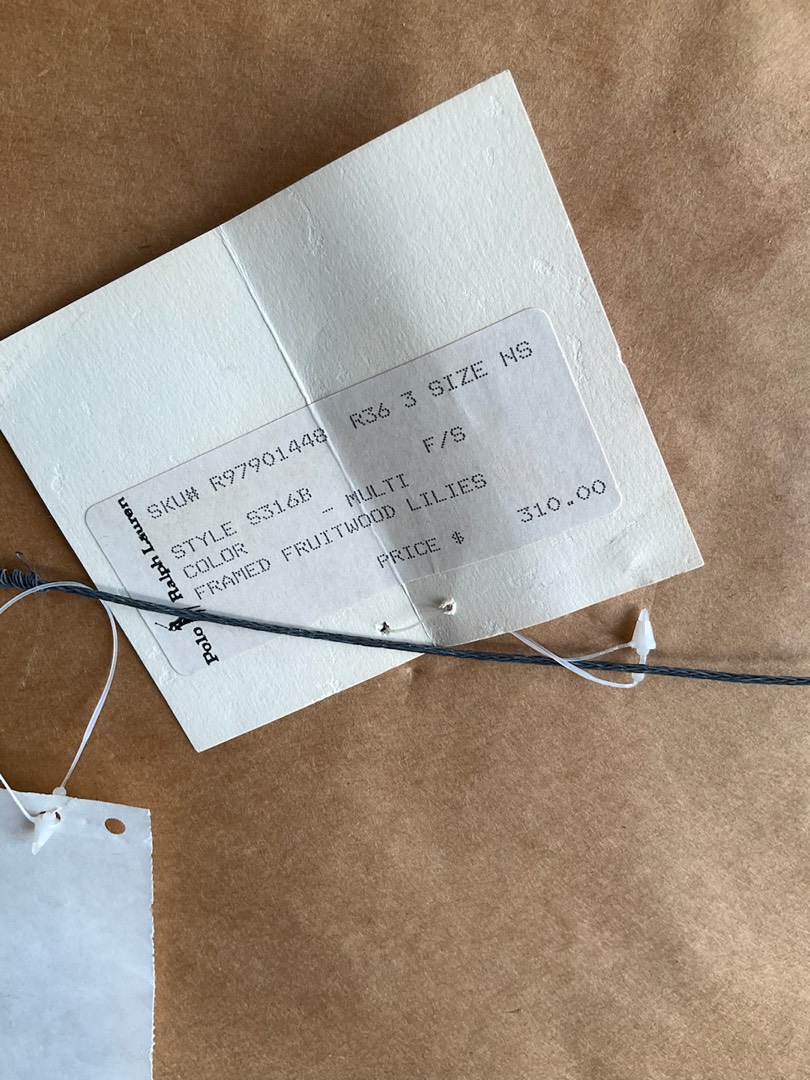 SKU# R97901448 R36 3 SIZE NS
STYLE S316B F/S
COLOR _ MULTI
FRAMED FRUITWOOD LILIES
PRICE $ 310.00
Polo Ralph Lauren